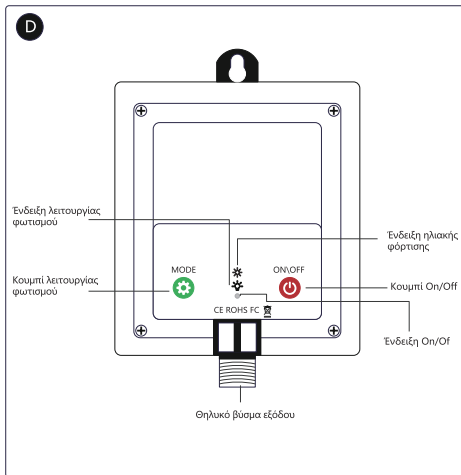 D
Ένδειξη λειτουργίας
φωτισμού
Ένδειξη ηλιακής
φόρτισης
MODE
ON\OFF
Κουμπί λειτουργίας
φωτισμού
Κουμπί On/Off
CE ROHS FC
Ένδειξη On/Of
Θηλυκό βύσμα εξόδου